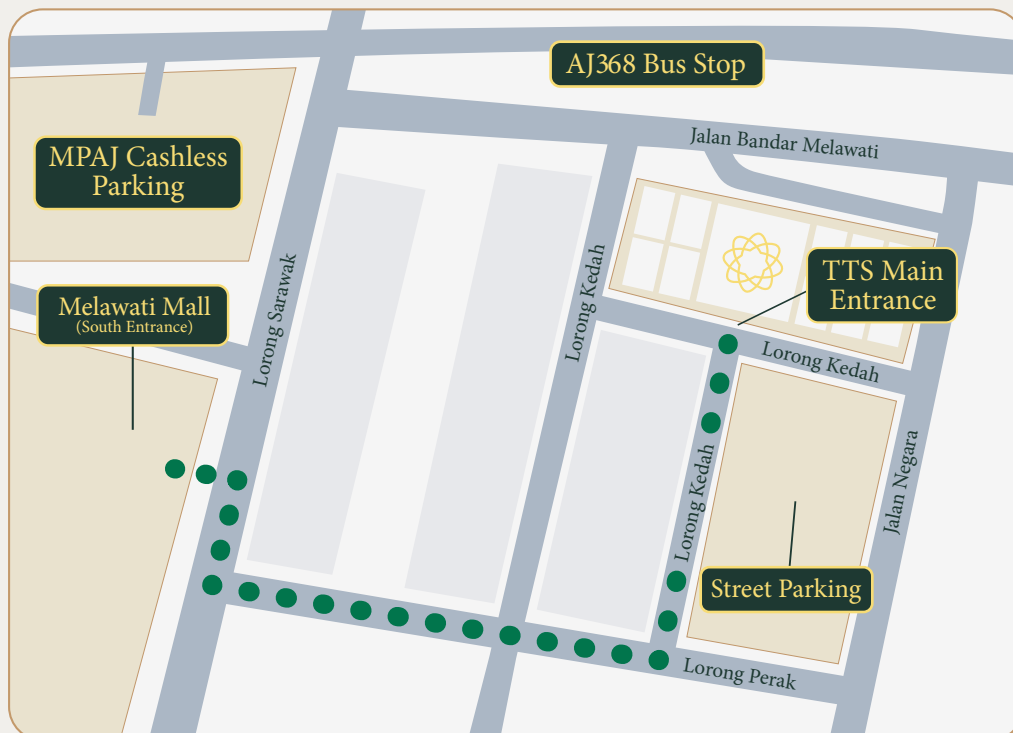 AJ368 Bus Stop
MPAJ Cashless
Parking
Jalan Bandar Melawati
Lorong Sarawak
Lorong Kedah
TTS Main
Entrance
Melawati Mall
(South Entrance)
Lorong Kedah
Lorong Kedah
Jalan Negara
Street Parking
Lorong Perak